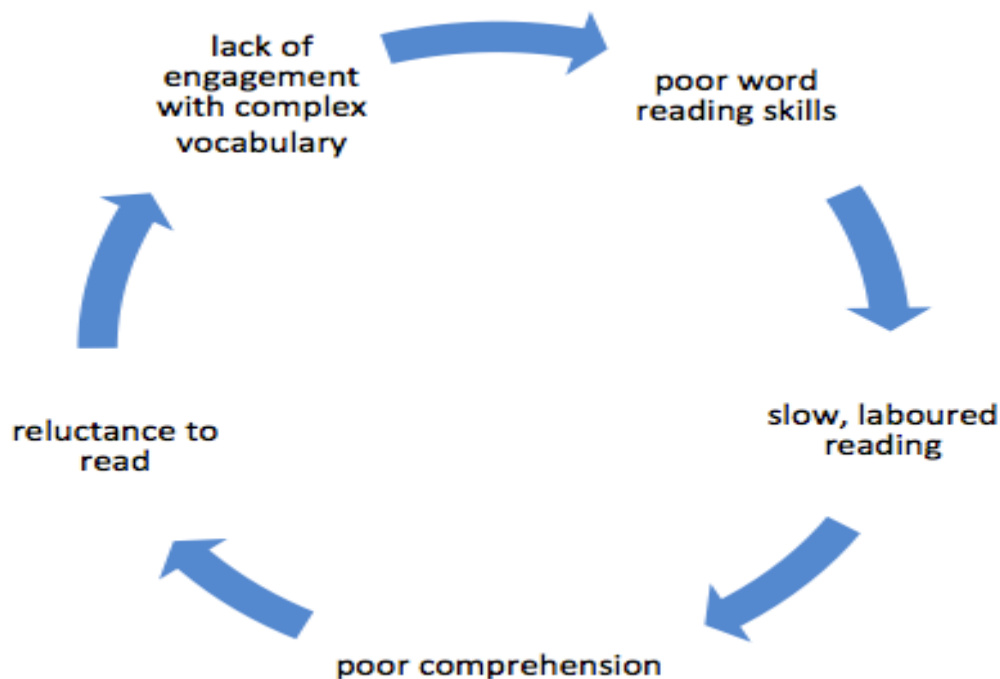 lack of
engagement
with complex
vocabulary
poor word
reading skills
slow, laboured
reading
poor comprehension
reluctance to
read